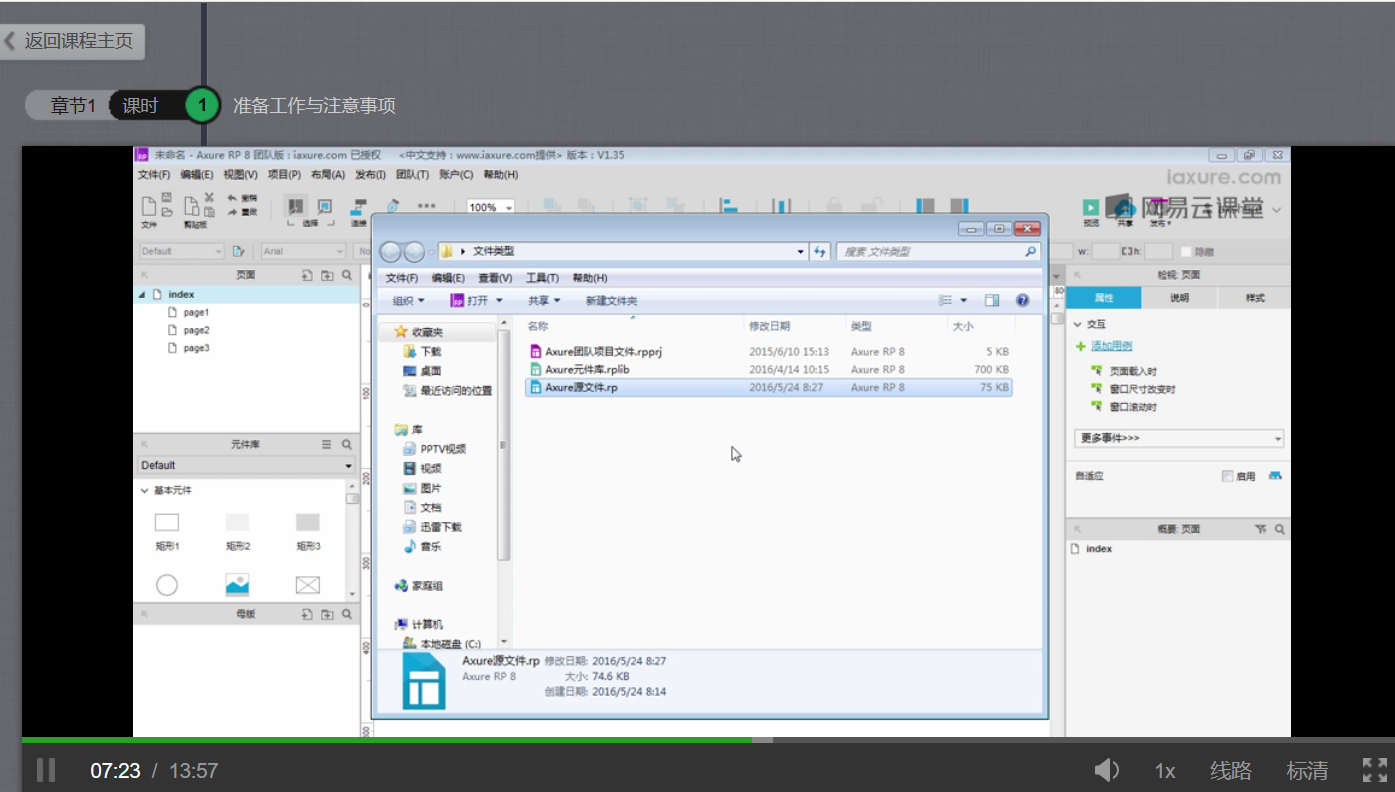 返回课程主页
章节1 课时 1 准备工作与注意事项
未命名 - Axure RP 8 团队版 : iaxure.com 已授权 <中文支持 : www.iaxure.com提供> 版本 : V1.35
文件(F) 编辑(E) 视图(V) 项目(P) 布局(A) 发布(I) 团队(T) 账户(C) 帮助(H)
iaxure.com
网易云课堂
文件 剪贴板 撤销 重做 选择 连接 100% 预览 共享 发布
Default Arial No w: h: 隐藏
页面
index
page1
page2
page3
元件库
Default
基本元件
矩形1 矩形2 矩形3
母版
100
200
300
400
文件类型 搜索 文件类型
文件(F) 编辑(E) 查看(V) 工具(T) 帮助(H)
组织 打开 共享 新建文件夹
收藏夹
下载
桌面
最近访问的位置
库
PPTV视频
视频
图片
文档
迅雷下载
音乐
家庭组
计算机
本地磁盘 (C:)
名称 修改日期 类型 大小
Axure团队项目文件.rpprj 2015/6/10 15:13 Axure RP 8 5 KB
Axure元件库.rplib 2016/4/14 10:15 Axure RP 8 700 KB
Axure源文件.rp 2016/5/24 8:27 Axure RP 8 75 KB
Axure源文件.rp 修改日期: 2016/5/24 8:27
Axure RP 8 大小: 74.6 KB
创建日期: 2016/5/24 8:14
80
检视: 页面
属性 说明 样式
交互
添加用例
页面载入时
窗口尺寸改变时
窗口滚动时
更多事件>>>
自适应 启用
概要: 页面
index
07:23 / 13:57 1x 线路 标清